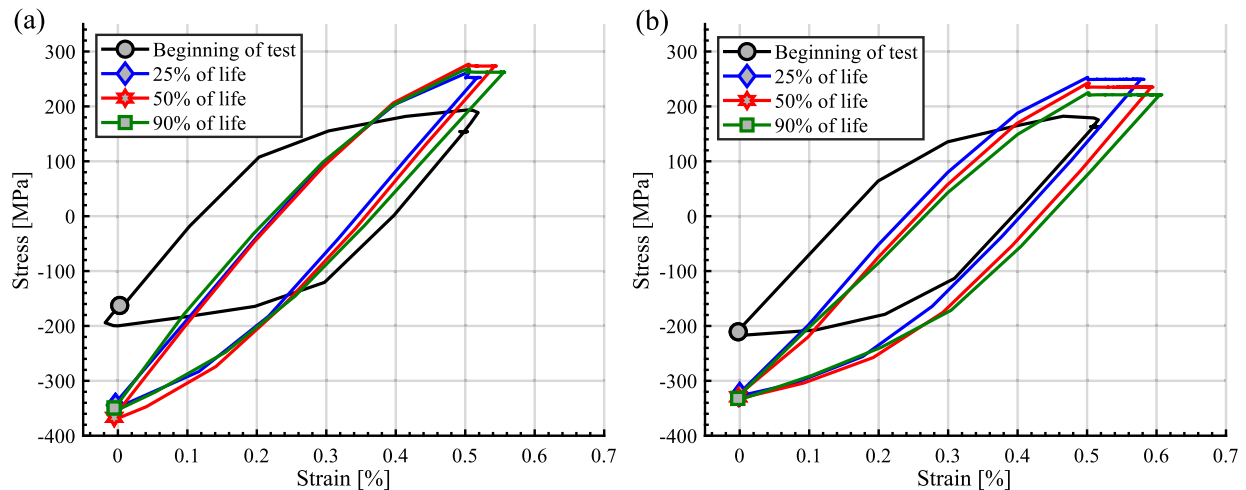 (a)
300
200
100
0
-100
-200
-300
-400
Stress [MPa]
Beginning of test
25% of life
50% of life
90% of life
0 0.1 0.2 0.3 0.4 0.5 0.6 0.7
Strain [%]
(b)
300
200
100
0
-100
-200
-300
-400
Stress [MPa]
Beginning of test
25% of life
50% of life
90% of life
0 0.1 0.2 0.3 0.4 0.5 0.6 0.7
Strain [%]